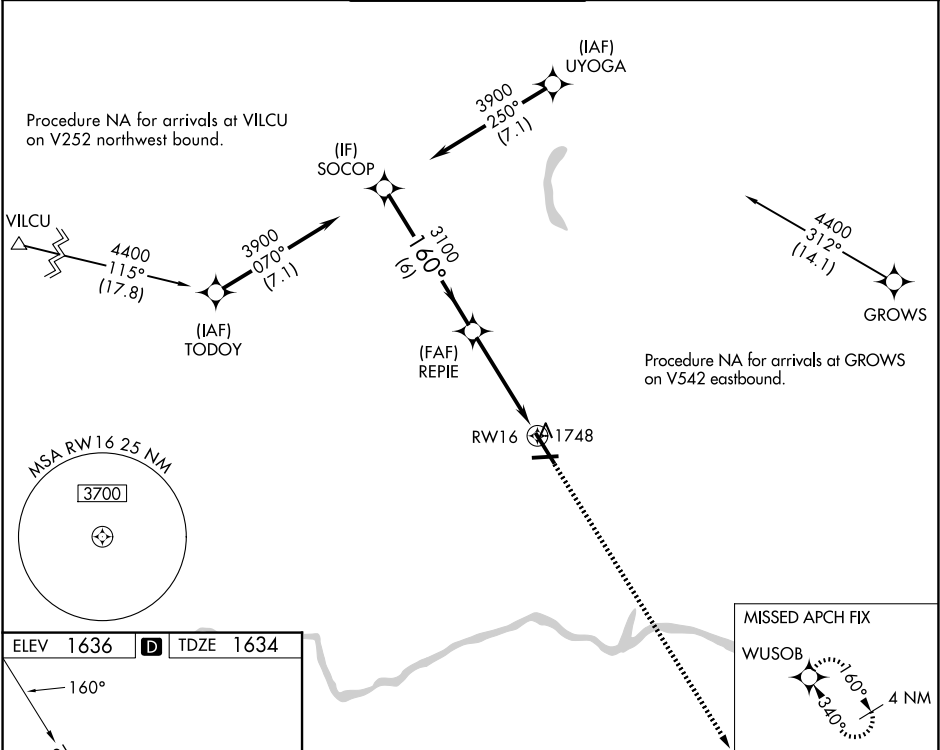 (IAF)
UYOGA
3900
250°
(7.1)
Procedure NA for arrivals at VILCU
on V252 northwest bound.
(IF)
SOCOP
VILCU
4400
115°
(17.8)
3900
070°
(7.1)
3100
160°
(6)
4400
312°
(14.1)
GROWS
(IAF)
TODOY
(FAF)
REPIE
Procedure NA for arrivals at GROWS
on V542 eastbound.
RW16
1748
MSA RW16 25 NM
3700
MISSED APCH FIX
WUSOB
160°
340°
4 NM
ELEV 1636 D TDZE 1634
160°